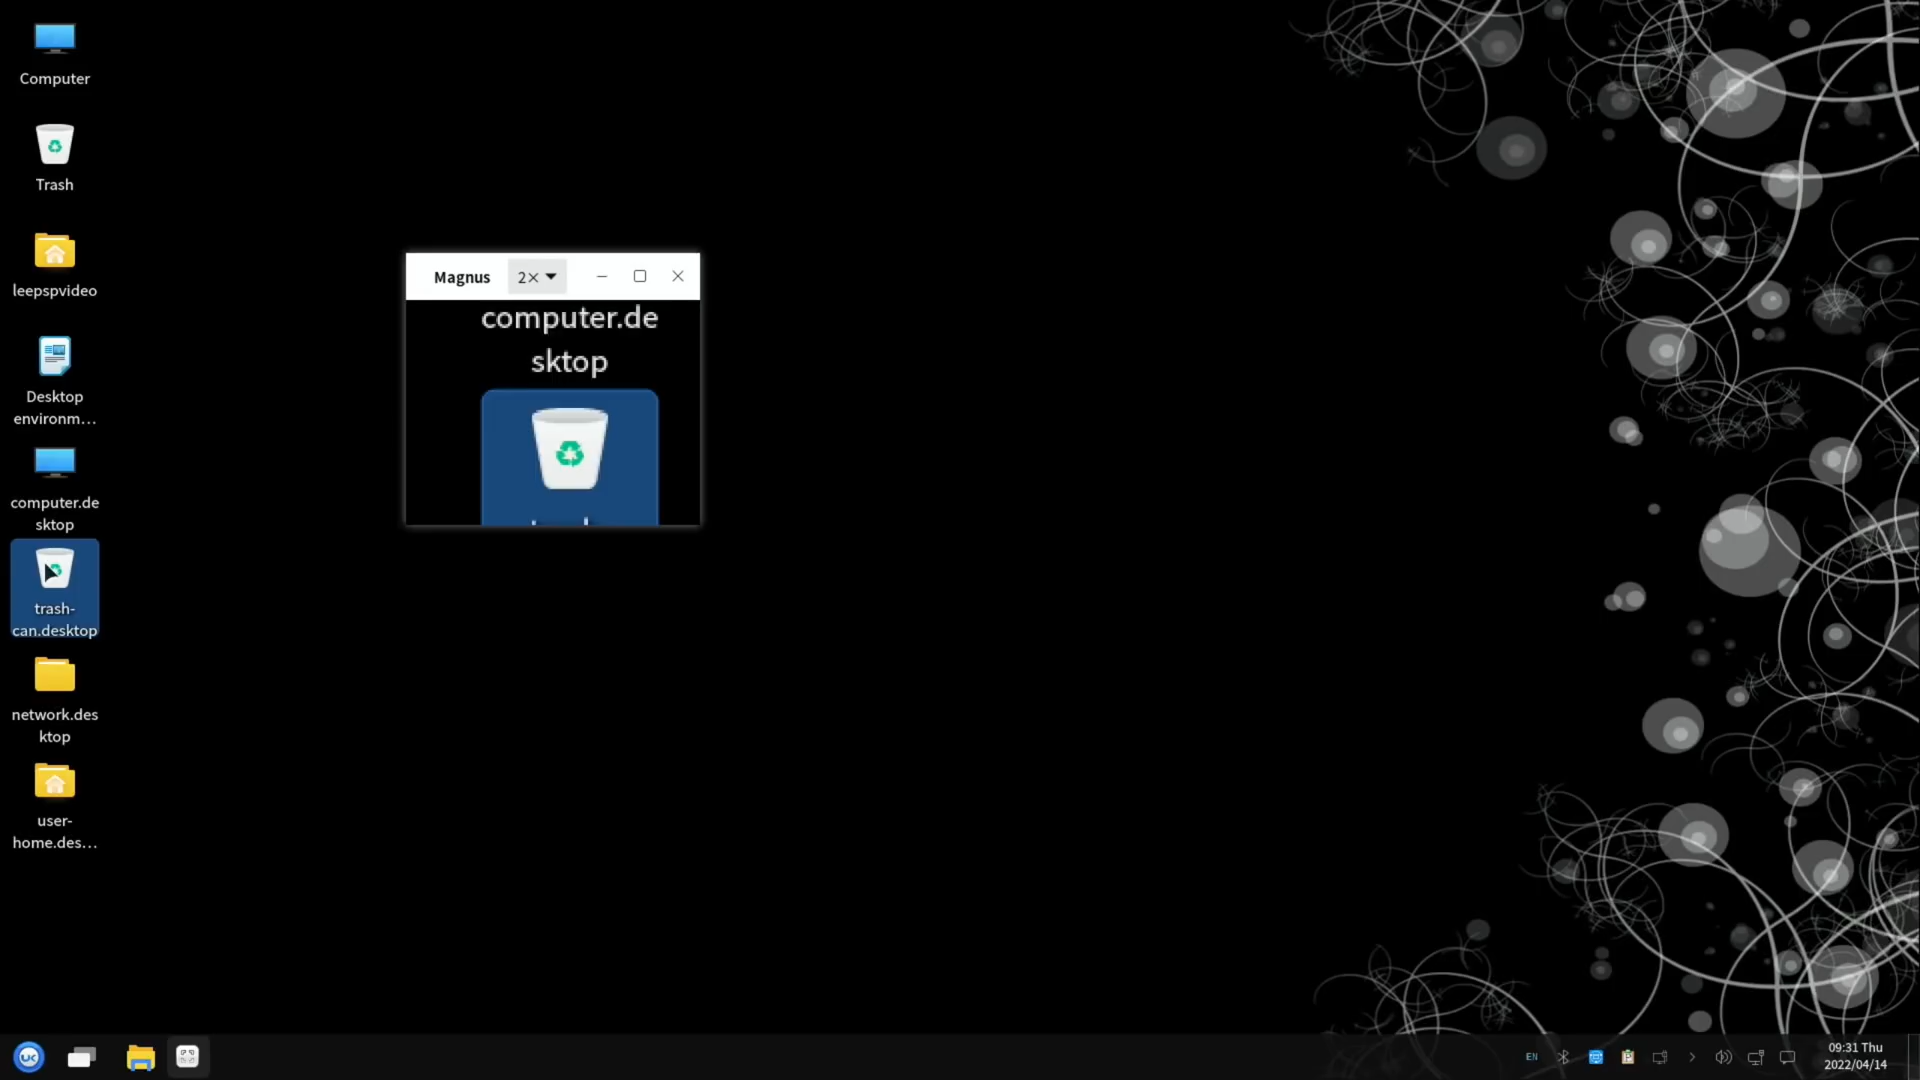 Computer
Trash
leepspvideo
Desktop
environm...
computer.de
sktop
trash-
can.desktop
network.des
ktop
user-
home.des...
Magnus
2×
computer.de
sktop
EN
09:31 Thu
2022/04/14